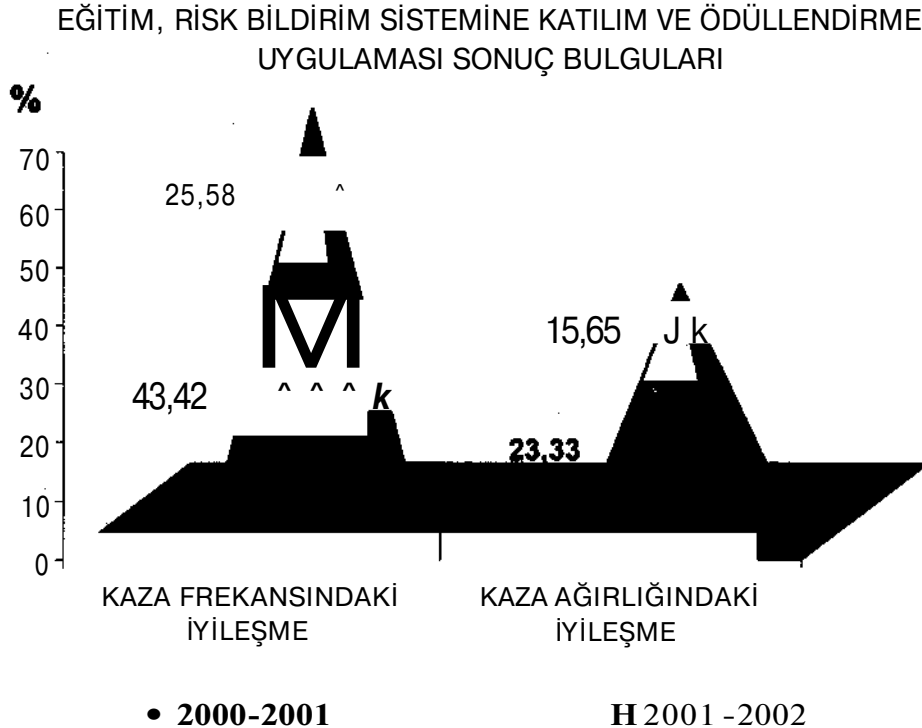 EĞİTİM, RİSK BİLDİRİM SİSTEMİNE KATILIM VE ÖDÜLLENDİRME
UYGULAMASI SONUÇ BULGULARI
%
70
25,58 ^
60
50
40
15,65 J k
M
30
43,42 ^ ^ ^ k
20
23,33
10
0
KAZA FREKANSINDAKİ KAZA AĞIRLIĞINDAKİ
İYİLEŞME İYİLEŞME
• 2000-2001 H 2001-2002